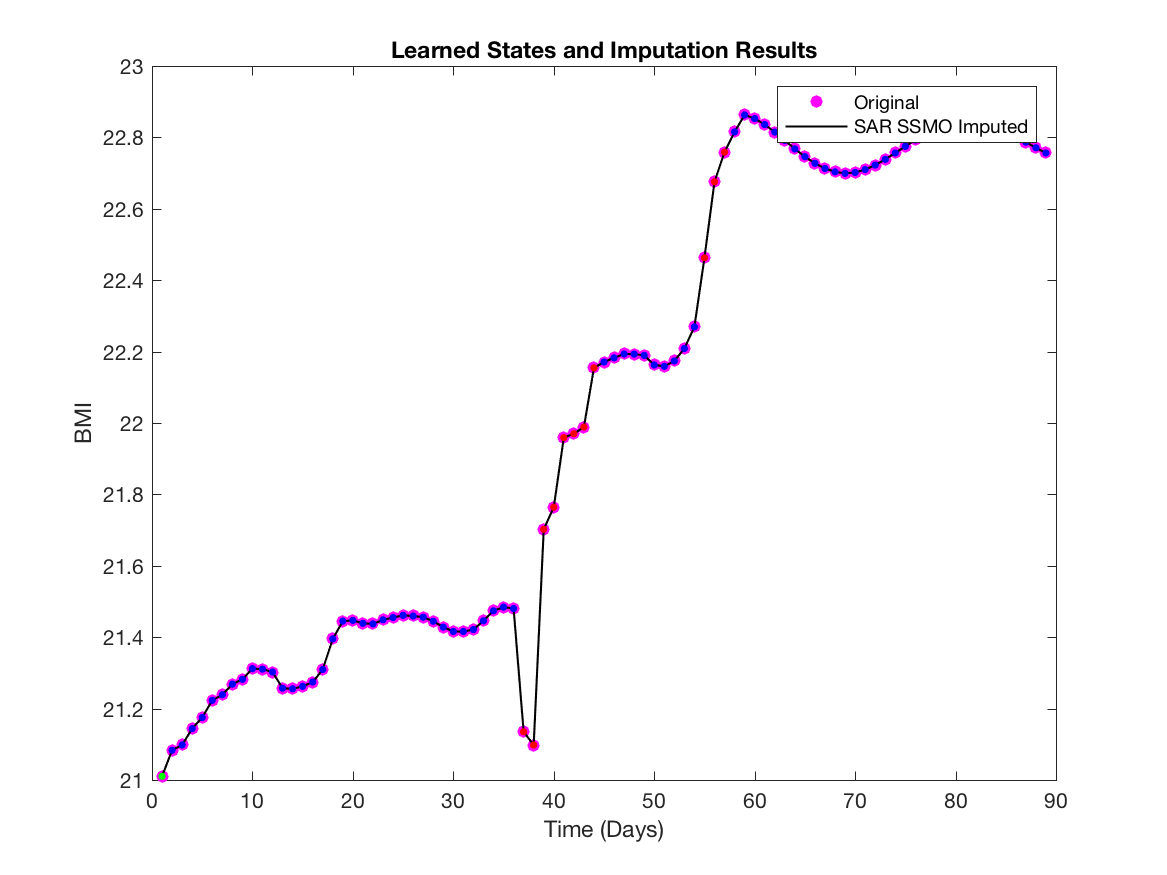 Learned States and Imputation Results
23
22.8
22.6
22.4
22.2
22
21.8
21.6
21.4
21.2
21
BMI
Original
SAR SSMO Imputed
0 10 20 30 40 50 60 70 80 90
Time (Days)